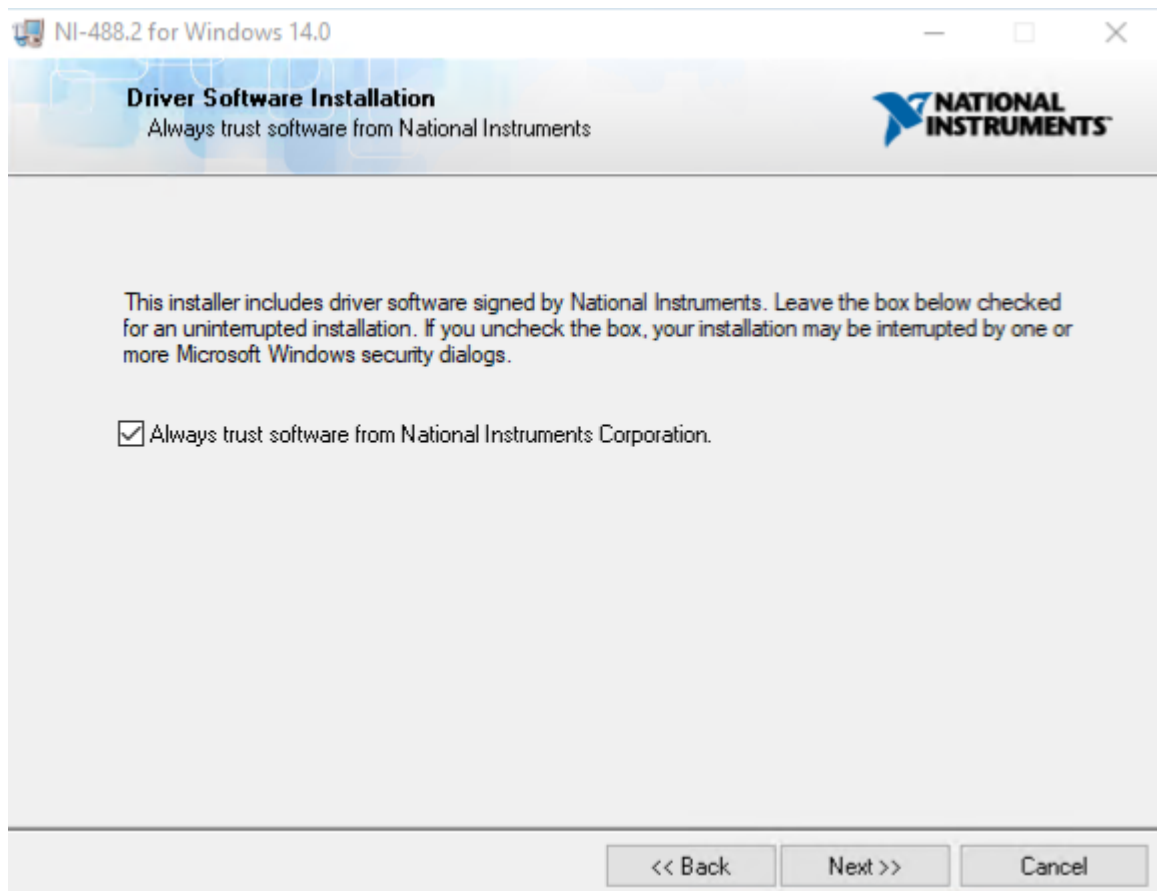 NI-488.2 for Windows 14.0
Driver Software Installation
Always trust software from National Instruments
NATIONAL
INSTRUMENTS™
This installer includes driver software signed by National Instruments. Leave the box below checked
for an uninterrupted installation. If you uncheck the box, your installation may be interrupted by one or
more Microsoft Windows security dialogs.
Always trust software from National Instruments Corporation.
<< Back
Next >>
Cancel